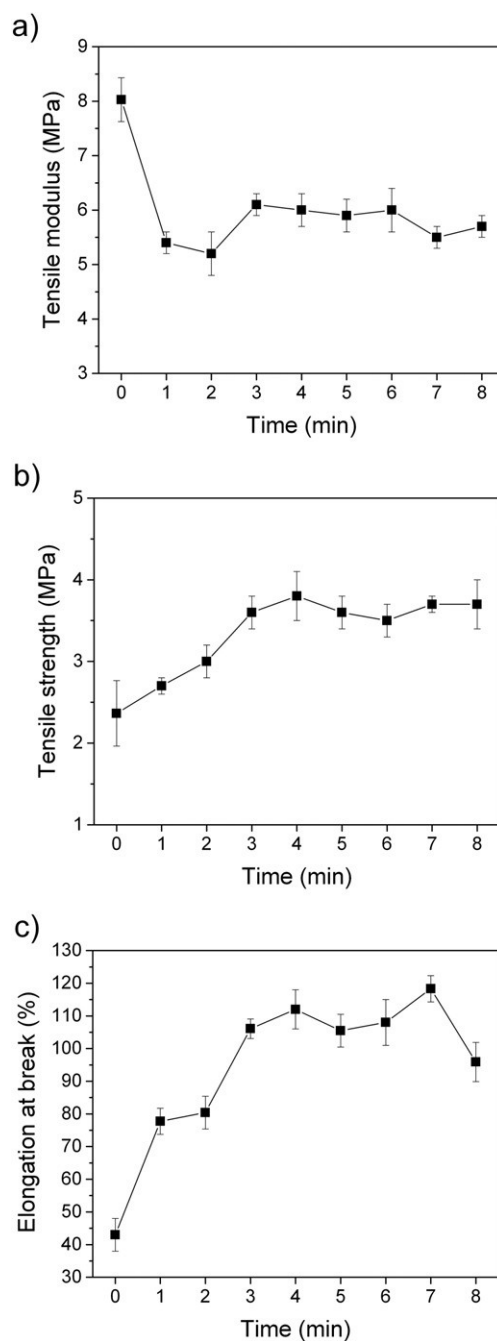 a)
Tensile modulus (MPa)
9
8
7
6
5
4
3
0 1 2 3 4 5 6 7 8
Time (min)
b)
Tensile strength (MPa)
5
4
3
2
1
0 1 2 3 4 5 6 7 8
Time (min)
c)
Elongation at break (%)
130
120
110
100
90
80
70
60
50
40
30
0 1 2 3 4 5 6 7 8
Time (min)